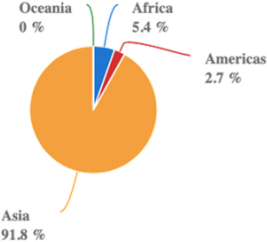 Oceania
0 %
Africa
5.4 %
Americas
2.7 %
Asia
91.8 %